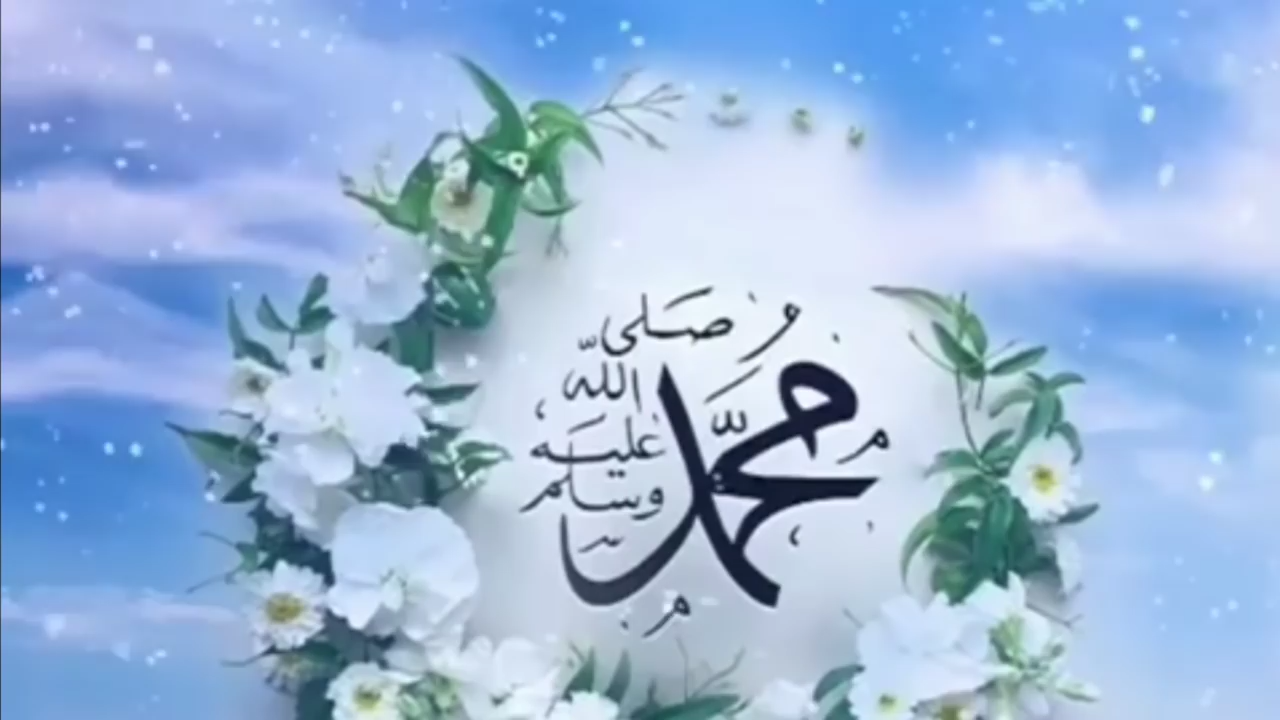 محمد
صلى
الله
عليه
وسلم